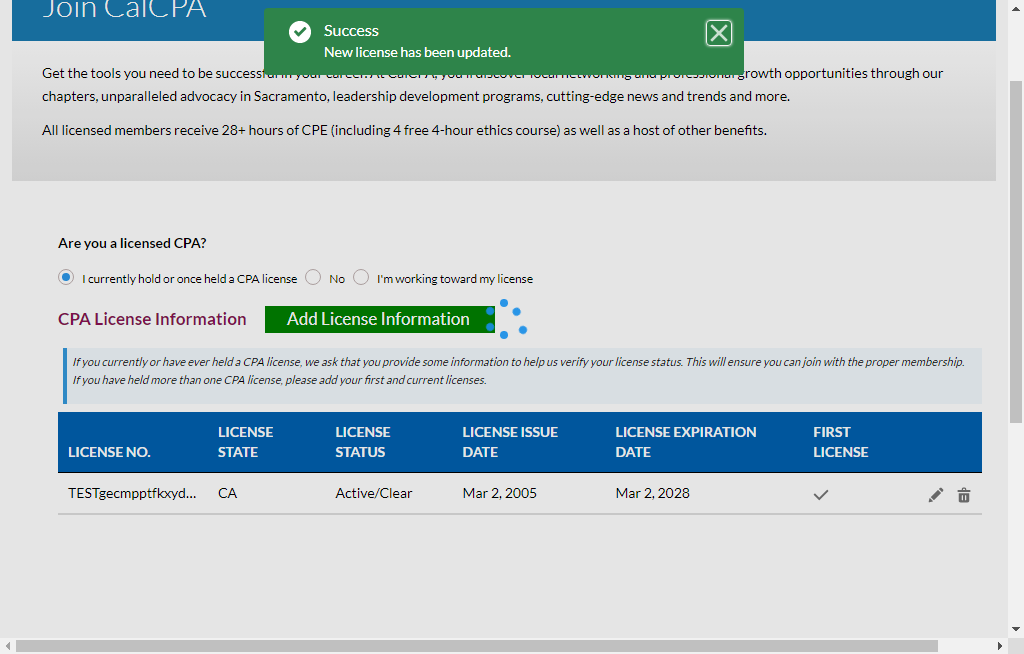 Join CalCPA
Success
New license has been updated.
Get the tools you need to be successful in your career. At CalCPA, you'll discover local networking and professional growth opportunities through our
chapters, unparalleled advocacy in Sacramento, leadership development programs, cutting-edge news and trends and more.
All licensed members receive 28+ hours of CPE (including 4 free 4-hour ethics course) as well as a host of other benefits.
Are you a licensed CPA?
I currently hold or once held a CPA license No I'm working toward my license
CPA License Information Add License Information
If you currently or have ever held a CPA license, we ask that you provide some information to help us verify your license status. This will ensure you can join with the proper membership.
If you have held more than one CPA license, please add your first and current licenses.
LICENSE NO. LICENSE STATE LICENSE STATUS LICENSE ISSUE DATE LICENSE EXPIRATION DATE FIRST LICENSE
TESTgecmpptfkxyd... CA Active/Clear Mar 2, 2005 Mar 2, 2028